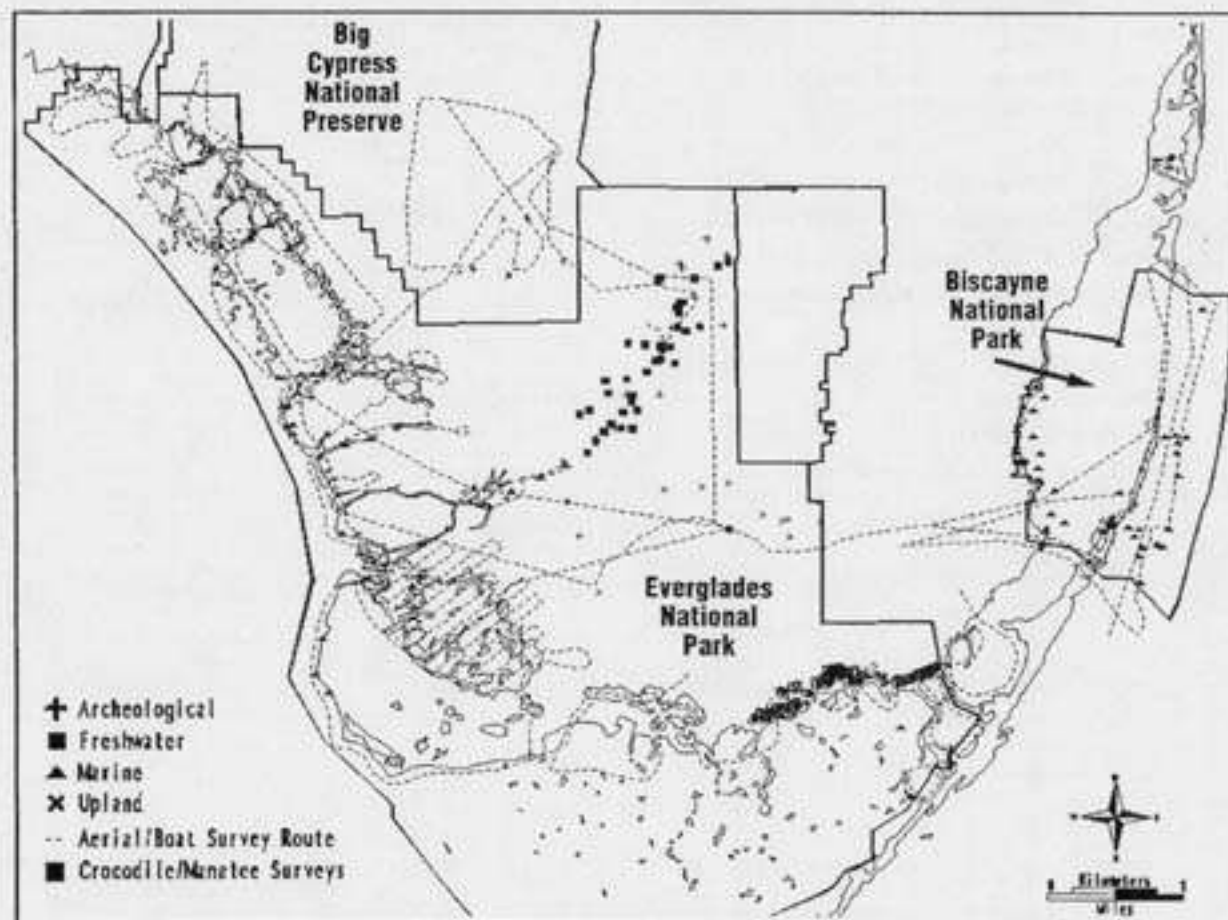 Big
Cypress
National
Preserve
Biscayne
National
Park
Everglades
National
Park
Archeological
Freshwater
Marine
Upland
Aerial/Boat Survey Route
Crocodile/Manatee Surveys
Kilometers
Miles